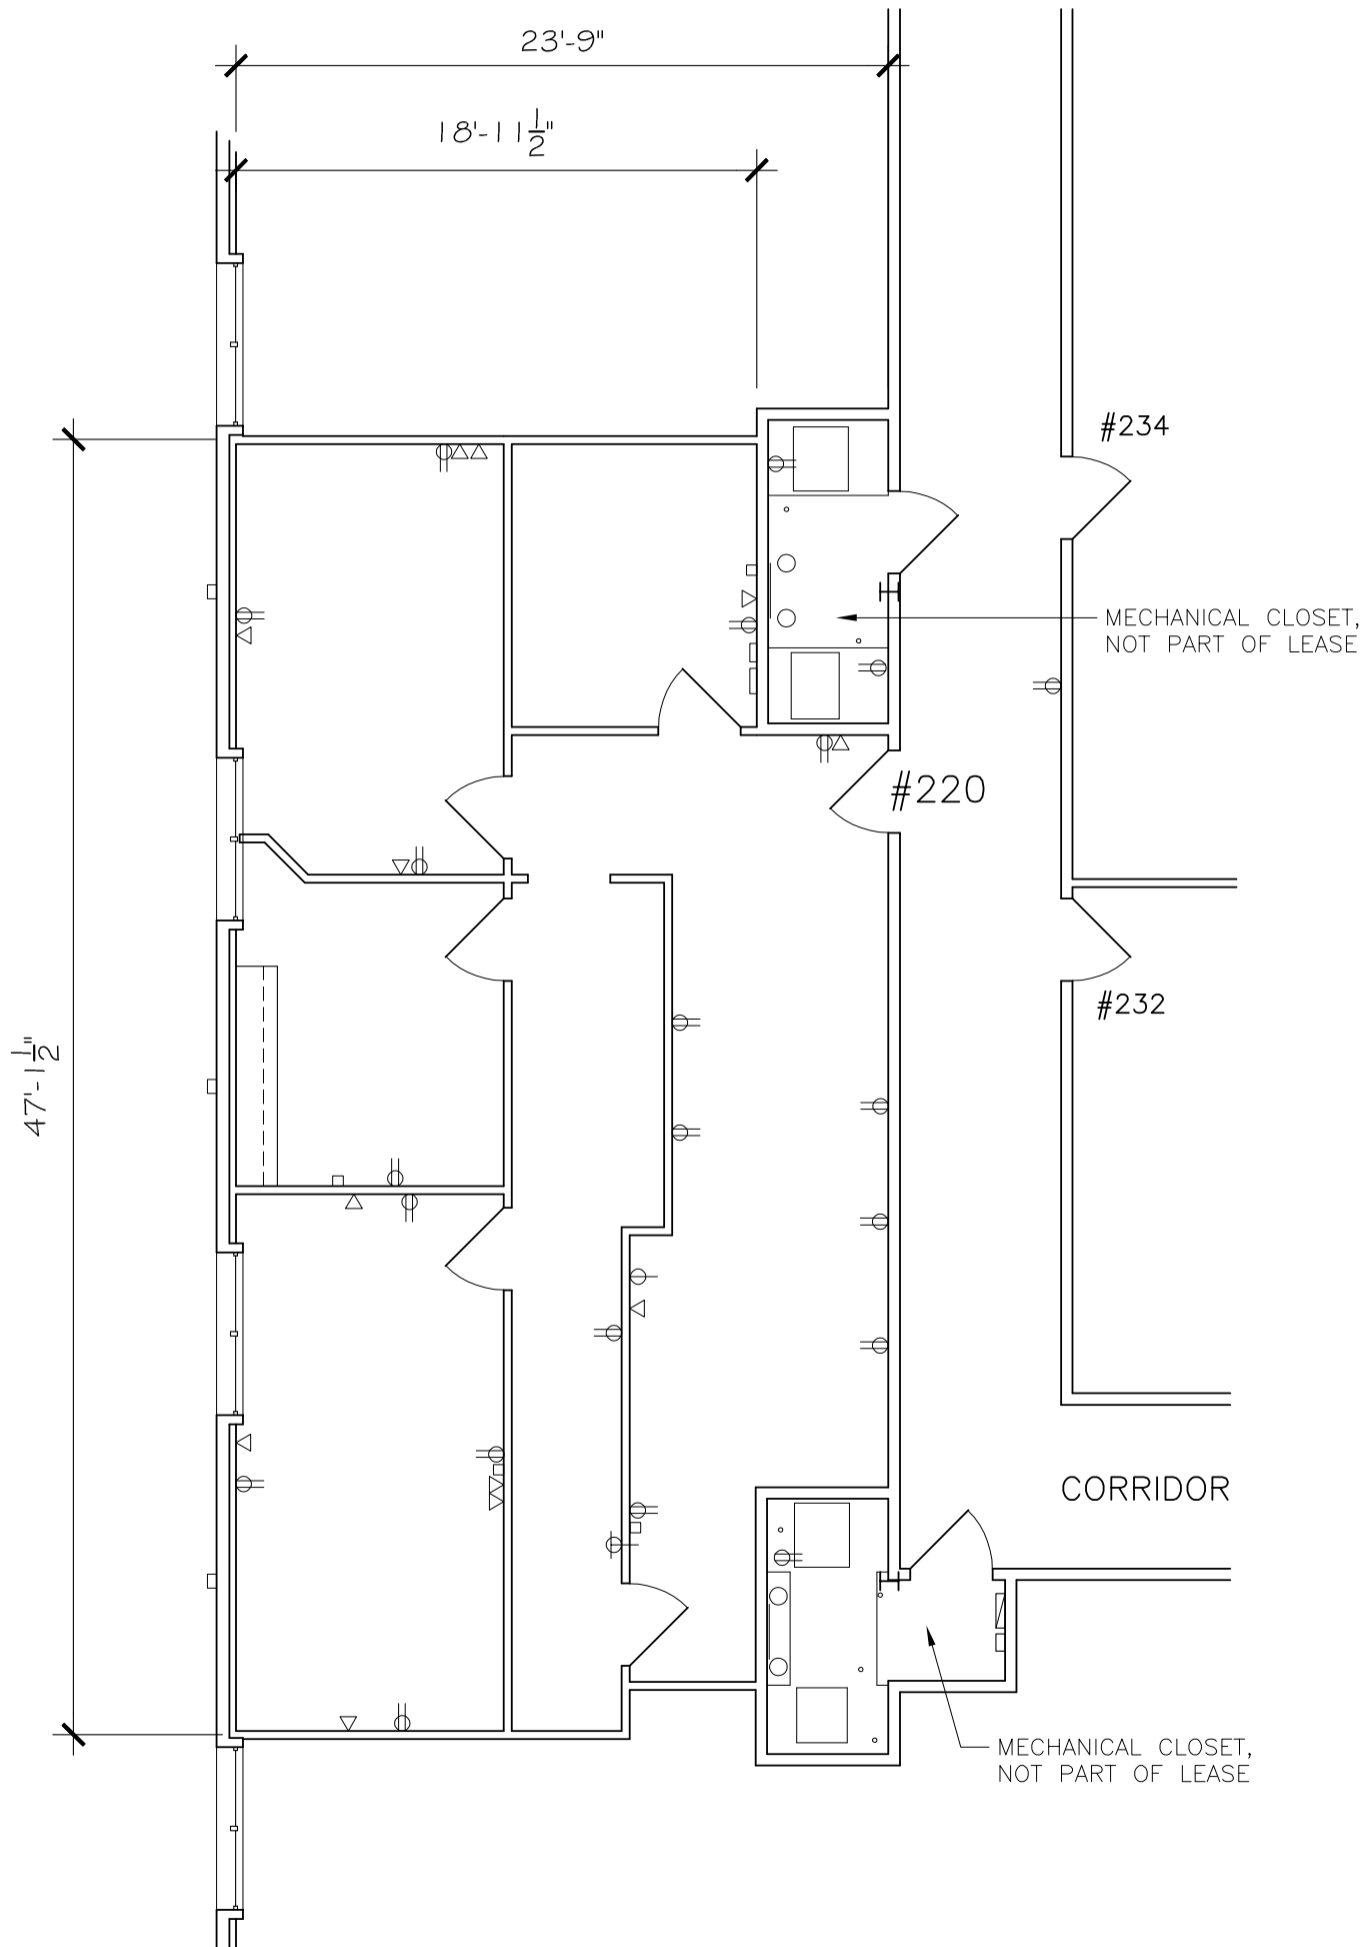 23'-9"
18'-11 1/2"
#234
MECHANICAL CLOSET,
NOT PART OF LEASE
#220
#232
47'-1 1/2"
CORRIDOR
MECHANICAL CLOSET,
NOT PART OF LEASE